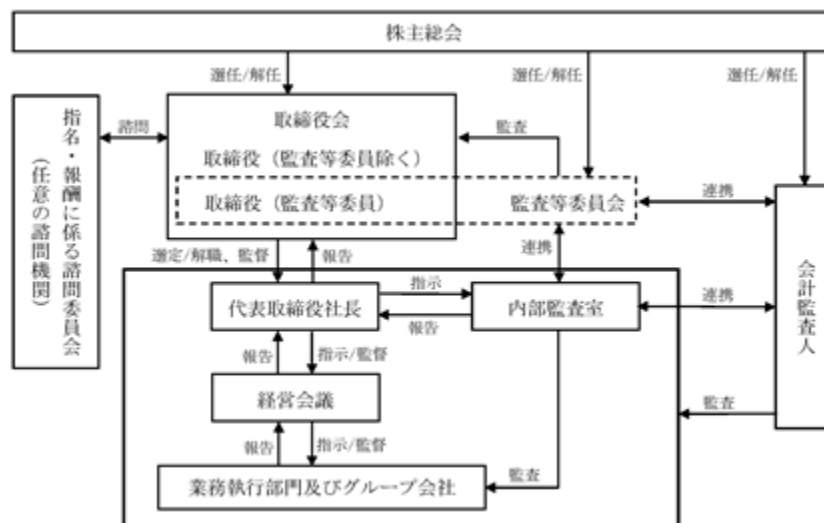 株主総会
選任/解任
選任/解任
選任/解任
指名・報酬に係る諮問委員会
（任意の諮問機関）
諮問
取締役会
取締役（監査等委員除く）
取締役（監査等委員）
監査
監査等委員会
連携
会計監査人
選定/解職、監督
報告
連携
代表取締役社長
指示
報告
内部監査室
連携
報告
指示/監督
経営会議
監査
報告
指示/監督
業務執行部門及びグループ会社
監査